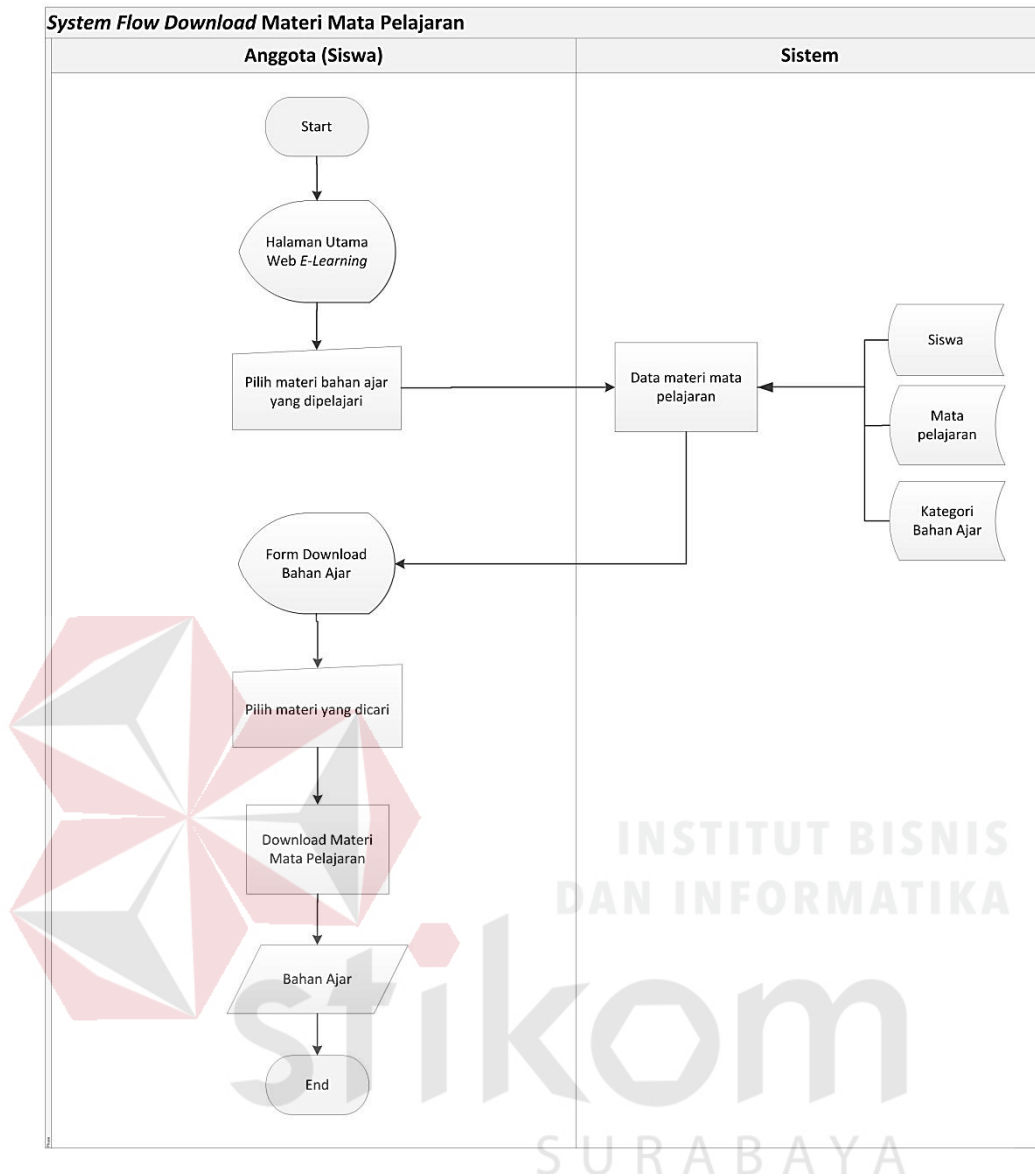 System Flow Download Materi Mata Pelajaran
Anggota (Siswa)
Sistem
Start
Halaman Utama
Web E-Learning
Pilih materi bahan ajar
yang dipelajari
Data materi mata
pelajaran
Siswa
Mata
pelajaran
Kategori
Bahan Ajar
Form Download
Bahan Ajar
Pilih materi yang dicari
Download Materi
Mata Pelajaran
Bahan Ajar
End
INSTITUT BISNIS
DAN INFORMATIKA
stikom
SURABAYA